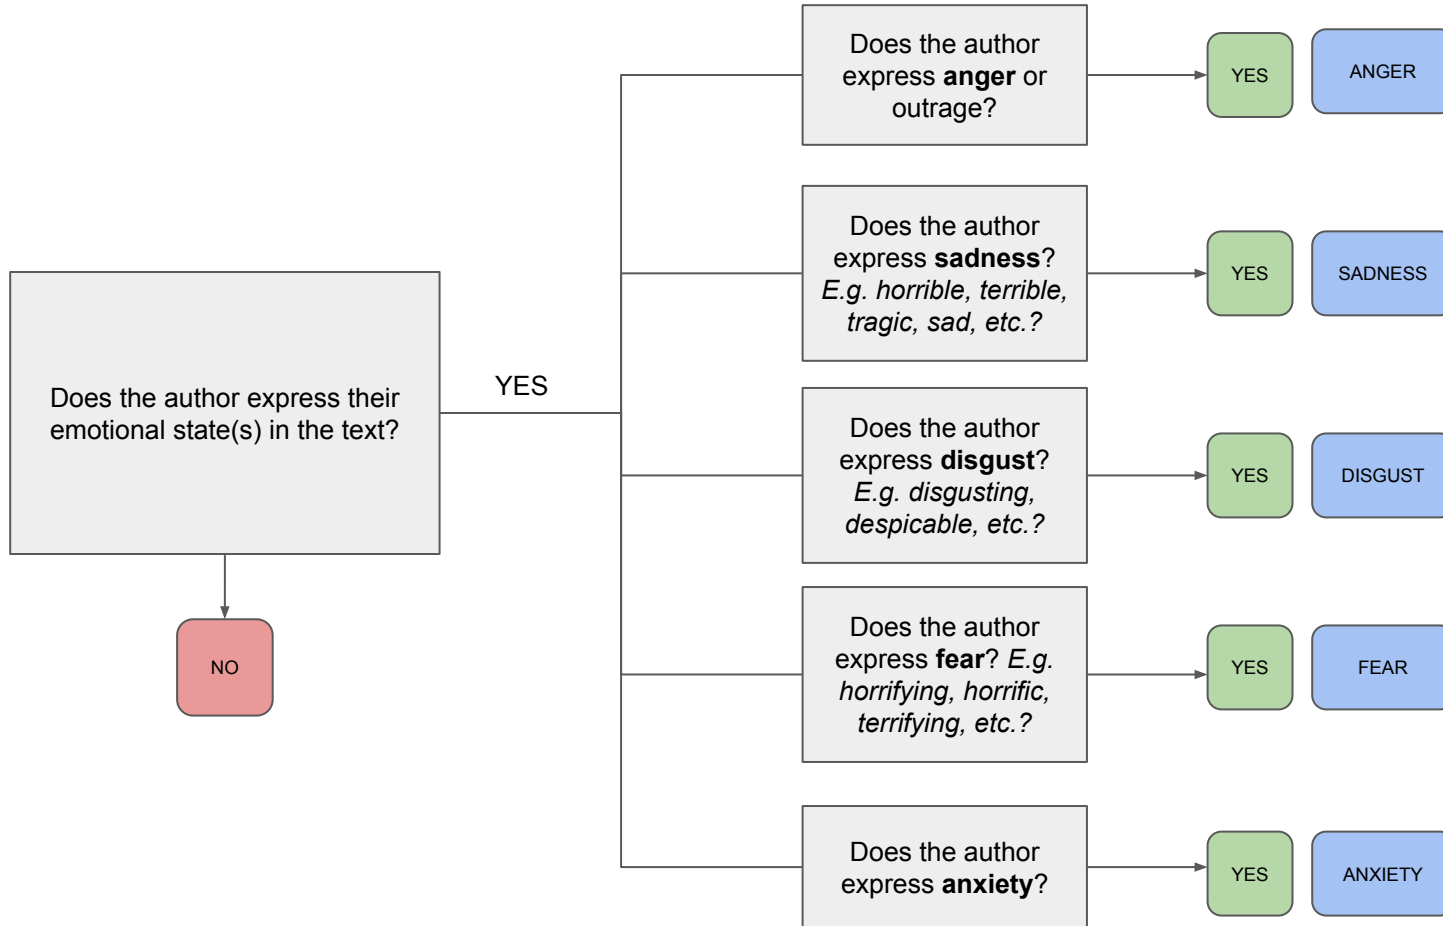 Does the author express their
emotional state(s) in the text?
NO
YES
Does the author
express anger or
outrage?
YES
ANGER
Does the author
express sadness?
E.g. horrible, terrible,
tragic, sad, etc.?
YES
SADNESS
Does the author
express disgust?
E.g. disgusting,
despicable, etc.?
YES
DISGUST
Does the author
express fear? E.g.
horrifying, horrific,
terrifying, etc.?
YES
FEAR
Does the author
express anxiety?
YES
ANXIETY